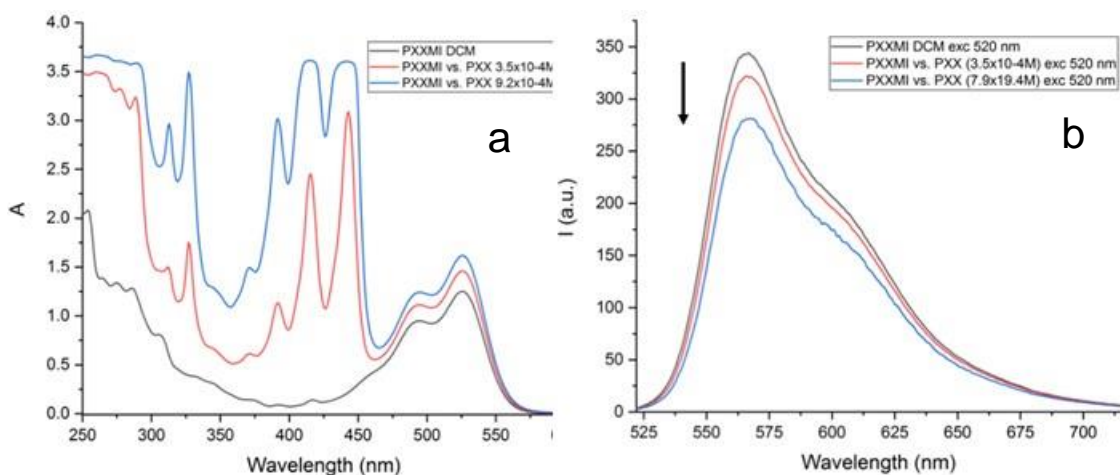 4.0
3.5
3.0
2.5
2.0
1.5
1.0
0.5
0.0
A
PXXMI DCM
PXXMI vs. PXX 3.5x10-4M
PXXMI vs. PXX 9.2x10-4M
a
250 300 350 400 450 500 550
Wavelength (nm)
350
300
250
200
150
100
50
0
I (a.u.)
PXXMI DCM exc 520 nm
PXXMI vs. PXX (3.5x10-4M) exc 520 nm
PXXMI vs. PXX (7.9x19.4M) exc 520 nm
b
525 550 575 600 625 650 675 700
Wavelength (nm)